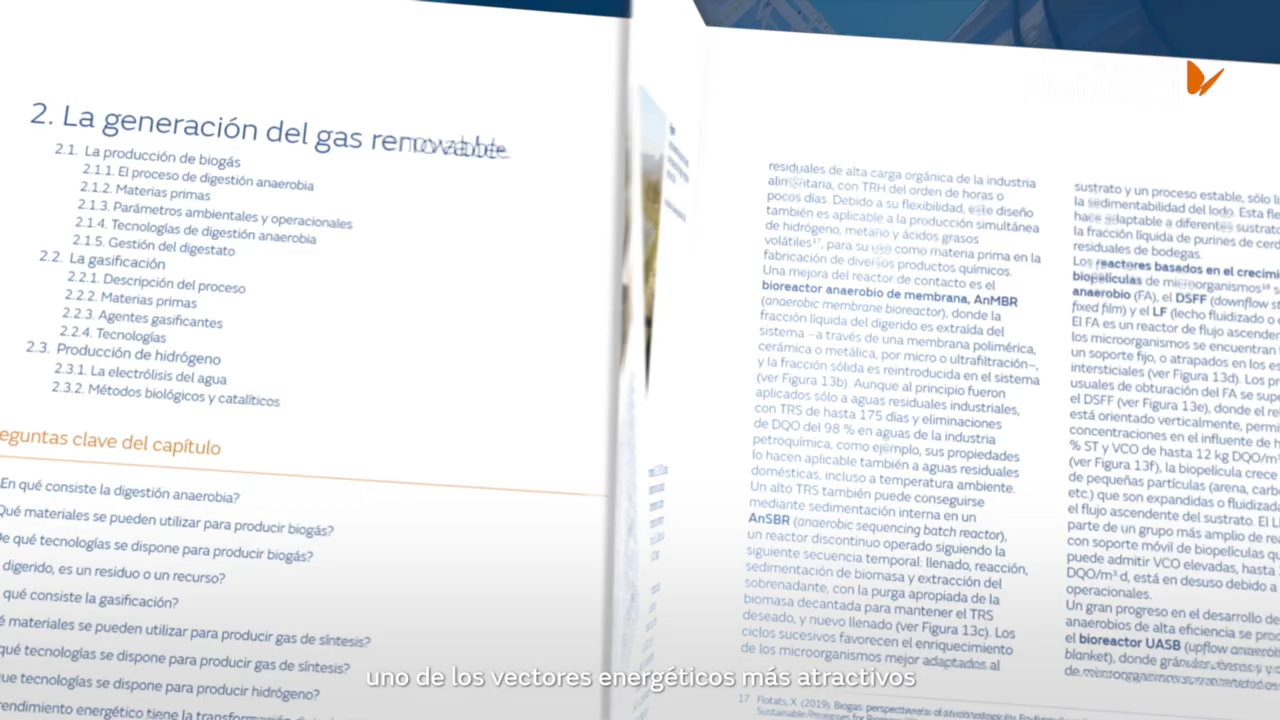 2. La generación del gas renovable
2.1. La producción de biogás
2.1.1. El proceso de digestión anaerobia
2.1.2. Materias primas
2.1.3. Parámetros ambientales y operacionales
2.1.4. Tecnologías de digestión anaerobia
2.1.5. Gestión del digestato
2.2. La gasificación
2.2.1. Descripción del proceso
2.2.2. Materias primas
2.2.3. Agentes gasificantes
2.2.4. Tecnologías
2.3. Producción de hidrógeno
2.3.1. La electrólisis del agua
2.3.2. Métodos biológicos y catalíticos
eguntas clave del capítulo
En qué consiste la digestión anaerobia?
Qué materiales se pueden utilizar para producir biogás?
De qué tecnologías se dispone para producir biogás?
digerido, es un residuo o un recurso?
qué consiste la gasificación?
é materiales se pueden utilizar para producir gas de síntesis?
qué tecnologías se dispone para producir gas de síntesis?
que tecnologías se dispone para producir hidrógeno?
rendimiento energético tiene la
residuales de alta carga orgánica de la industria
alimentaria, con TRH del orden de horas o
pocos días. Debido a su flexibilidad, este diseño
también es aplicable a la producción simultánea
de hidrógeno, metano y ácidos grasos
volátiles¹⁷, para su uso como materia prima en la
fabricación de diversos productos químicos.
Una mejora del reactor de contacto es el
bioreactor anaerobio de membrana, AnMBR
(anaerobic membrane bioreactor), donde la
fracción líquida del digerido es extraída del
sistema –a través de una membrana polimérica,
cerámica o metálica, por micro o ultrafiltración–,
y la fracción sólida es reintroducida en el sistema
(ver Figura 13b). Aunque al principio fueron
aplicados sólo a aguas residuales industriales,
con TRS de hasta 175 días y eliminaciones
de DQO del 98 % en aguas de la industria
petroquímica, como ejemplo, sus propiedades
lo hacen aplicable también a aguas residuales
domésticas, incluso a temperatura ambiente.
Un alto TRS también puede conseguirse
mediante sedimentación interna en un
AnSBR (anaerobic sequencing batch reactor),
un reactor discontinuo operado siguiendo la
siguiente secuencia temporal: llenado, reacción,
sedimentación de biomasa y extracción del
sobrenadante, con la purga apropiada de la
biomasa decantada para mantener el TRS
deseado, y nuevo llenado (ver Figura 13c). Los
ciclos sucesivos favorecen el enriquecimiento
de los microorganismos mejor adaptados al
17 Flotats, X. (2019). Biogas:
sustrato y un proceso estable, sólo li
la sedimentabilidad del lodo. Esta fle
hace adaptable a diferentes sustrato
la fracción líquida de purines de cerd
residuales de bodegas.
Los reactores basados en el crecimi
biopelículas de microorganismos¹⁸ s
anaerobio (FA), el DSFF (downflow st
fixed film) y el LF (lecho fluidizado o
El FA es un reactor de flujo ascenden
los microorganismos se encuentran
un soporte fijo, o atrapados en los es
intersticiales (ver Figura 13d). Los pr
usuales de obturación del FA se supe
el DSFF (ver Figura 13e), donde el re
está orientado verticalmente, permi
concentraciones en el influente de h
% ST y VCO de hasta 12 kg DQO/m³
(ver Figura 13f), la biopelícula crece
de pequeñas partículas (arena, carb
etc.) que son expandidas o fluidizada
el flujo ascendente del sustrato. El L
parte de un grupo más amplio de rea
con soporte móvil de biopelículas qu
puede admitir VCO elevadas, hasta
DQO/m³ d, está en desuso debido a
operacionales.
Un gran progreso en el desarrollo de
anaerobios de alta eficiencia se pro
el bioreactor UASB (upflow anaerob
blanket), donde
uno de los vectores energéticos más atractivos